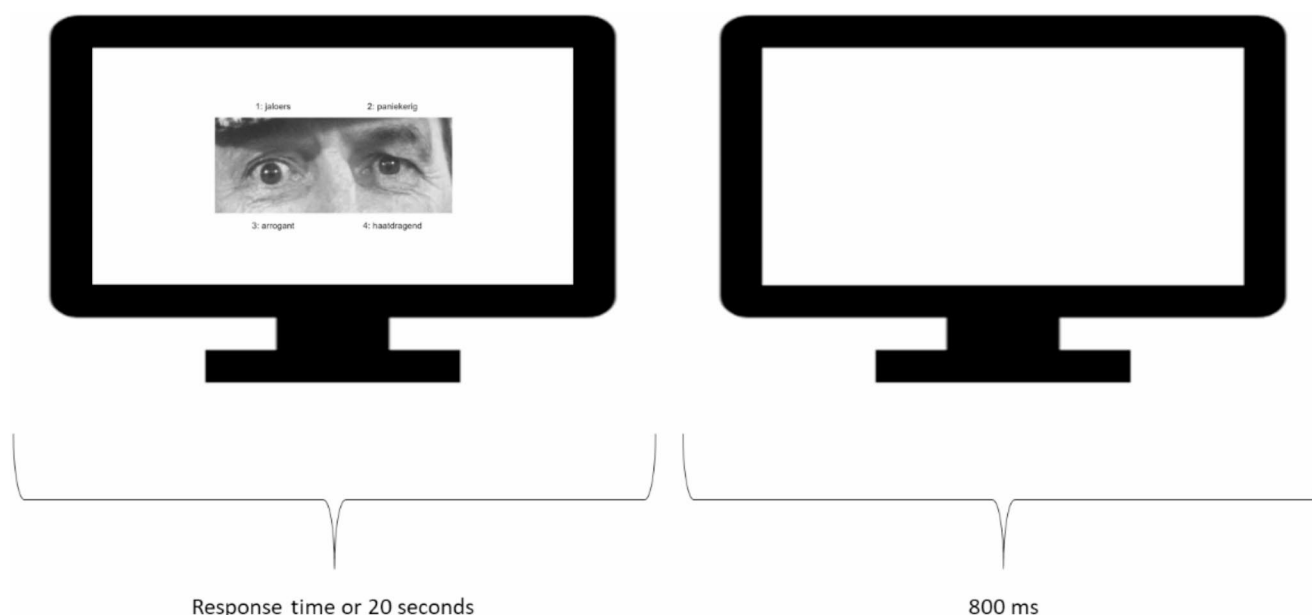 1: jaloers 2: paniekerig
3: arrogant 4: haatdragend
Response time or 20 seconds 800 ms